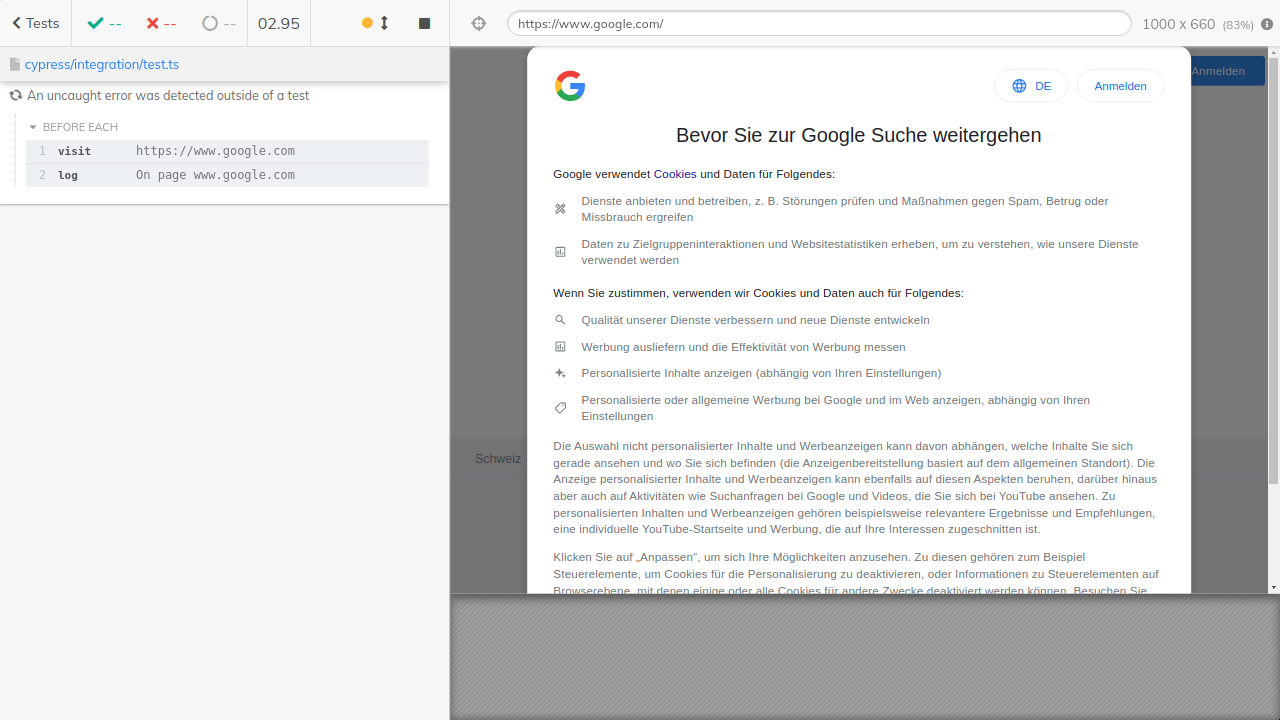 Tests
--
--
--
02.95
https://www.google.com/
1000 x 660 (83%)
cypress/integration/test.ts
An uncaught error was detected outside of a test
BEFORE EACH
1 visit https://www.google.com
2 log On page www.google.com
Anmelden
DE
Anmelden
Bevor Sie zur Google Suche weitergehen
Google verwendet Cookies und Daten für Folgendes:
Dienste anbieten und betreiben, z. B. Störungen prüfen und Maßnahmen gegen Spam, Betrug oder
Missbrauch ergreifen
Daten zu Zielgruppeninteraktionen und Websitestatistiken erheben, um zu verstehen, wie unsere Dienste
verwendet werden
Wenn Sie zustimmen, verwenden wir Cookies und Daten auch für Folgendes:
Qualität unserer Dienste verbessern und neue Dienste entwickeln
Werbung ausliefern und die Effektivität von Werbung messen
Personalisierte Inhalte anzeigen (abhängig von Ihren Einstellungen)
Personalisierte oder allgemeine Werbung bei Google und im Web anzeigen, abhängig von Ihren
Einstellungen
Die Auswahl nicht personalisierter Inhalte und Werbeanzeigen kann davon abhängen, welche Inhalte Sie sich
gerade ansehen und wo Sie sich befinden (die Anzeigenbereitstellung basiert auf dem allgemeinen Standort). Die
Anzeige personalisierter Inhalte und Werbeanzeigen kann ebenfalls auf diesen Aspekten beruhen, darüber hinaus
aber auch auf Aktivitäten wie Suchanfragen bei Google und Videos, die Sie sich bei YouTube ansehen. Zu
personalisierten Inhalten und Werbeanzeigen gehören beispielsweise relevantere Ergebnisse und Empfehlungen,
eine individuelle YouTube-Startseite und Werbung, die auf Ihre Interessen zugeschnitten ist.
Schweiz
Klicken Sie auf „Anpassen“, um sich Ihre Möglichkeiten anzusehen. Zu diesen gehören zum Beispiel
Steuerelemente, um Cookies für die Personalisierung zu deaktivieren, oder Informationen zu Steuerelementen auf
Browserebene, mit denen einige oder alle Cookies für andere Zwecke deaktiviert werden können. Besuchen Sie